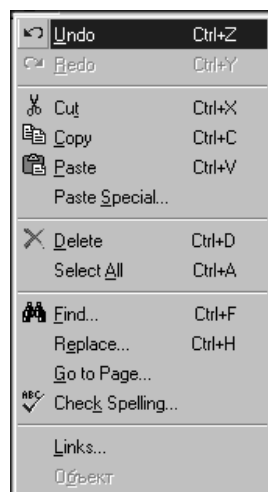 Undo Ctrl+Z
Redo Ctrl+Y
Cut Ctrl+X
Copy Ctrl+C
Paste Ctrl+V
Paste Special...
Delete Ctrl+D
Select All Ctrl+A
Find... Ctrl+F
Replace... Ctrl+H
Go to Page...
ABC Check Spelling...
Links...
Объект